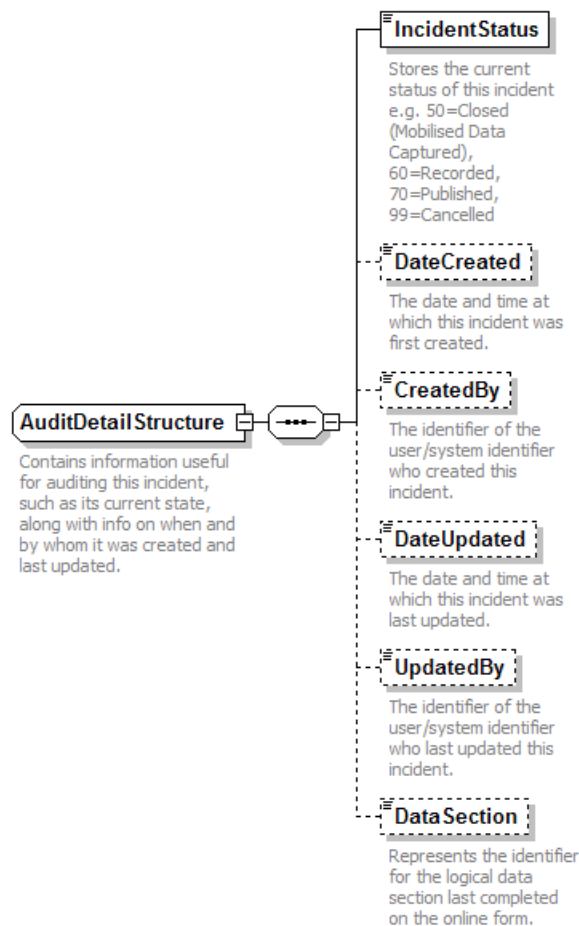 IncidentStatus
Stores the current
status of this incident
e.g. 50=Closed
(Mobilised Data
Captured),
60=Recorded,
70=Published,
99=Cancelled
DateCreated
The date and time at
which this incident was
first created.
CreatedBy
The identifier of the
user/system identifier
who created this
incident.
AuditDetailStructure
Contains information useful
for auditing this incident,
such as its current state,
along with info on when and
by whom it was created and
last updated.
DateUpdated
The date and time at
which this incident was
last updated.
UpdatedBy
The identifier of the
user/system identifier
who last updated this
incident.
DataSection
Represents the identifier
for the logical data
section last completed
on the online form.